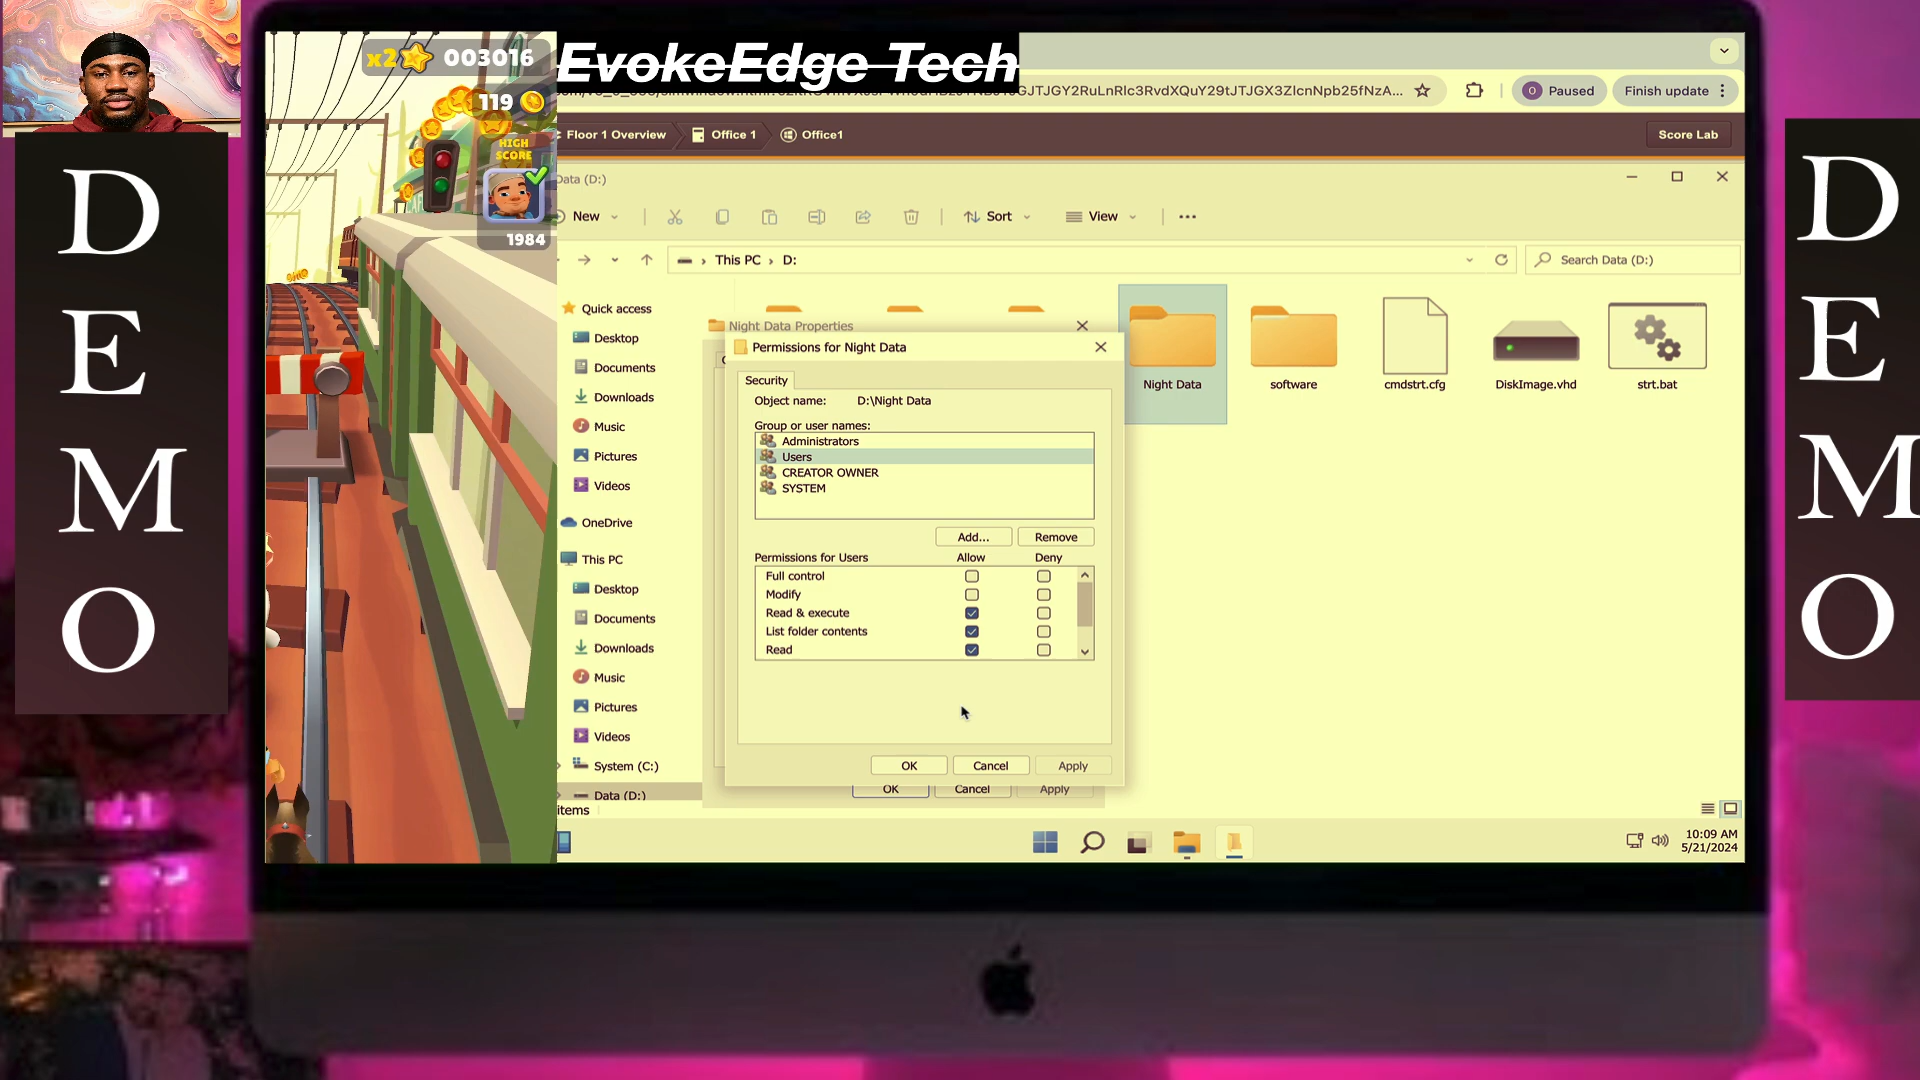 D
E
M
O
x2 003016
119
HIGH
SCORE
1984
EvokeEdge Tech
Paused
Finish update
Floor 1 Overview
Office 1
Office1
Score Lab
Data (D:)
New
Sort
View
This PC > D:
Search Data (D:)
Quick access
Desktop
Documents
Downloads
Music
Pictures
Videos
OneDrive
This PC
Desktop
Documents
Downloads
Music
Pictures
Videos
System (C:)
Data (D:)
items
Night Data Properties
Permissions for Night Data
Security
Object name: D:\Night Data
Group or user names:
Administrators
Users
CREATOR OWNER
SYSTEM
Add... Remove
Permissions for Users Allow Deny
Full control
Modify
Read & execute
List folder contents
Read
OK Cancel Apply
OK Cancel Apply
Night Data
software
cmdstrt.cfg
DiskImage.vhd
strt.bat
10:09 AM
5/21/2024
D
E
M
O